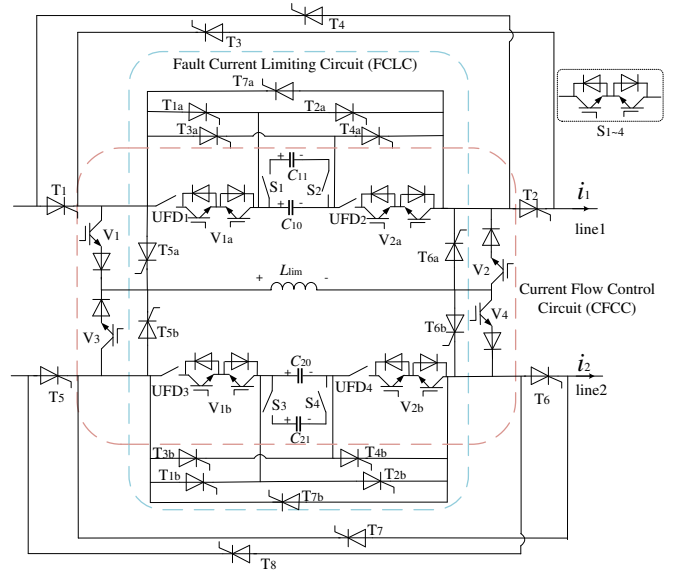 T4
T3
Fault Current Limiting Circuit (FCLC)
T7a
T1a
T2a
T3a
T4a
S1~4
+ C11 -
S1
S2
T1
T2
i1
+ -
UFD1
C10
UFD2
line1
V1
V1a
V2a
T5a
T6a
V2
+ Llim -
Current Flow Control
Circuit (CFCC)
V3
T5b
T6b
V4
C20
i2
+ -
T5
UFD3
UFD4
T6
line2
V1b
S3
S4
V2b
+ -
C21
T3b
T4b
T1b
T2b
T7b
T7
T8